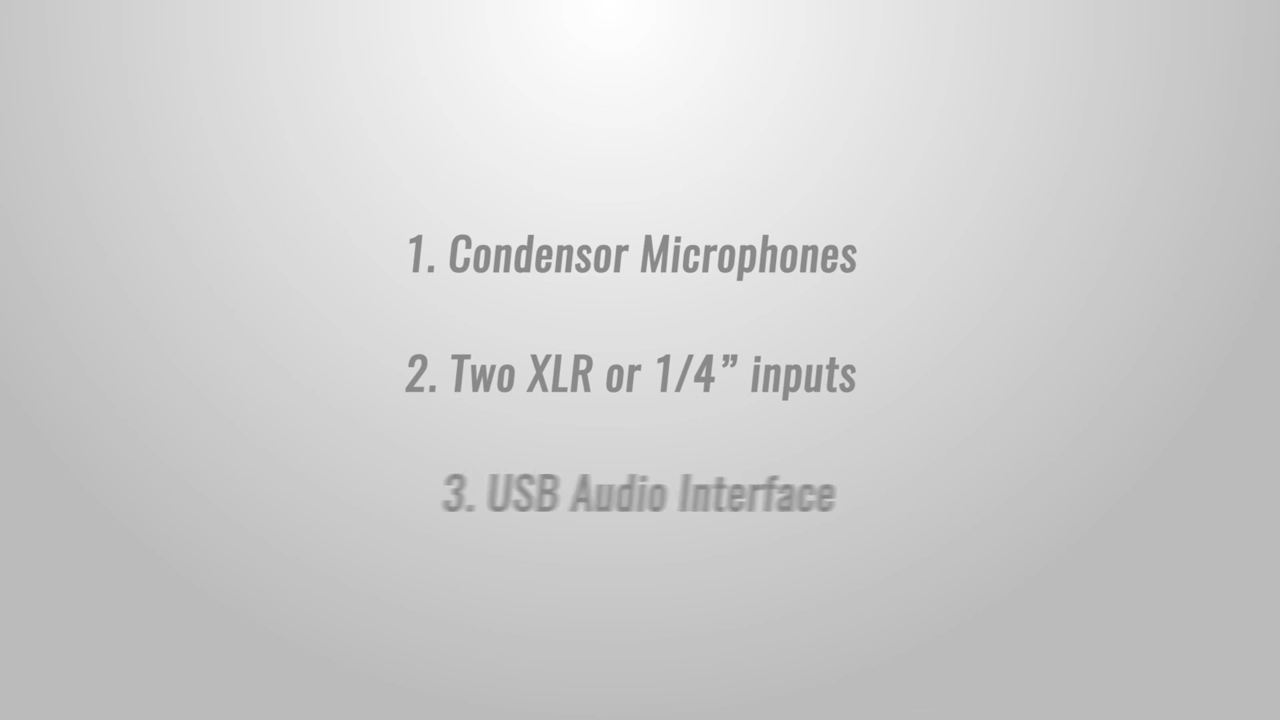 1. Condensor Microphones
2. Two XLR or 1/4” inputs
3. USB Audio Interface